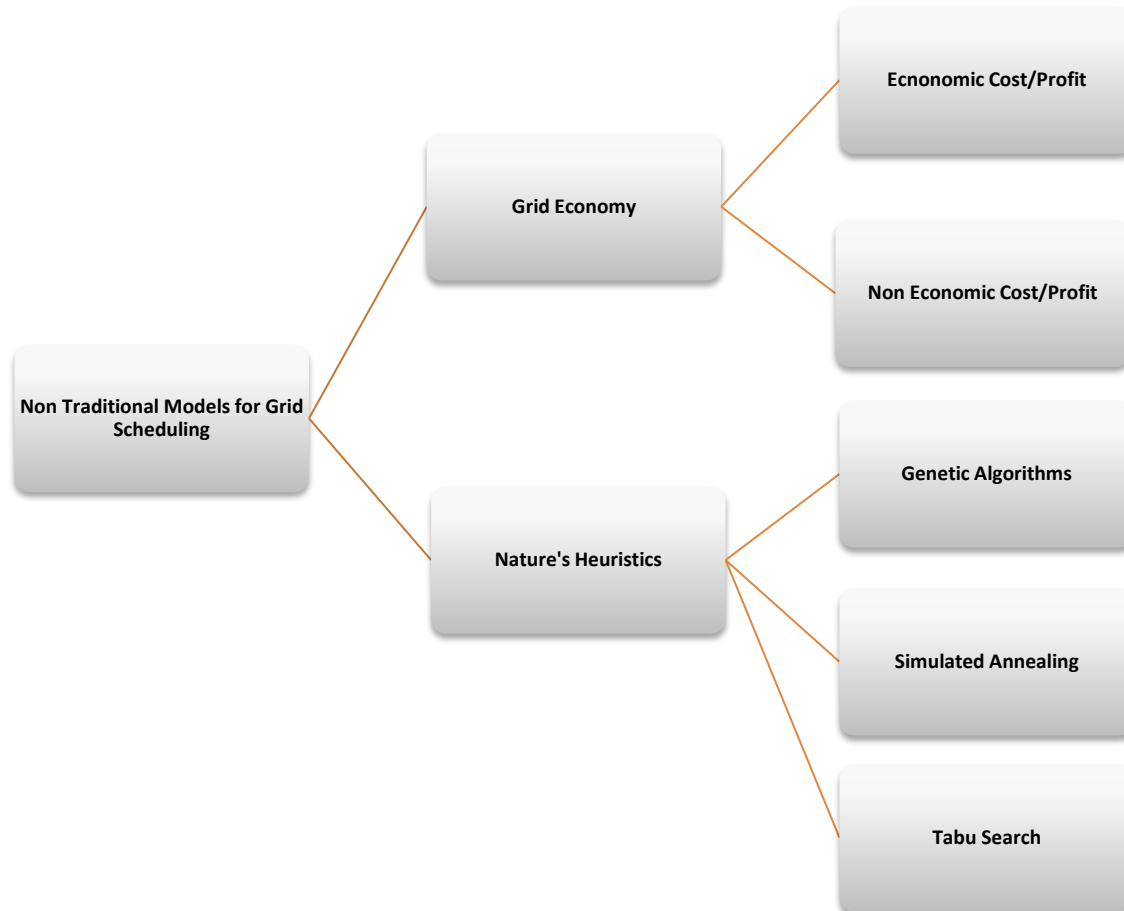 Ecnonomic Cost/Profit
Grid Economy
Non Economic Cost/Profit
Non Traditional Models for Grid
Scheduling
Genetic Algorithms
Nature's Heuristics
Simulated Annealing
Tabu Search